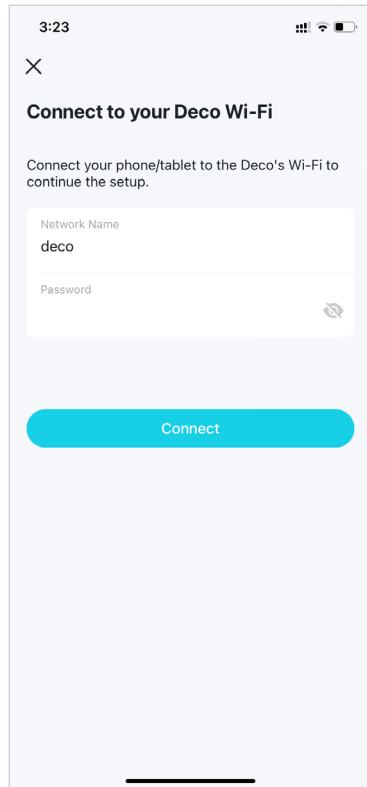 3:23
Connect to your Deco Wi-Fi
Connect your phone/tablet to the Deco's Wi-Fi to
continue the setup.
Network Name
deco
Password
Connect